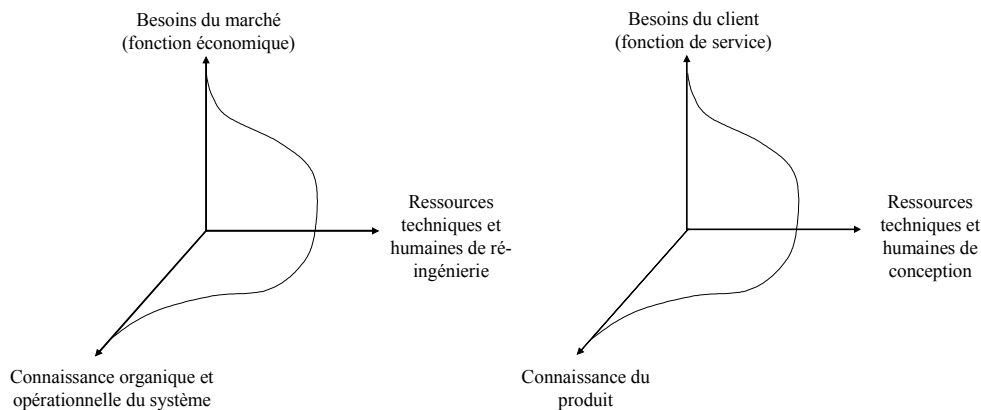 Besoins du marché
(fonction économique)
Ressources
techniques et
humaines de ré-
ingénierie
Connaissance organique et
opérationnelle du système
Besoins du client
(fonction de service)
Ressources
techniques et
humaines de
conception
Connaissance du
produit